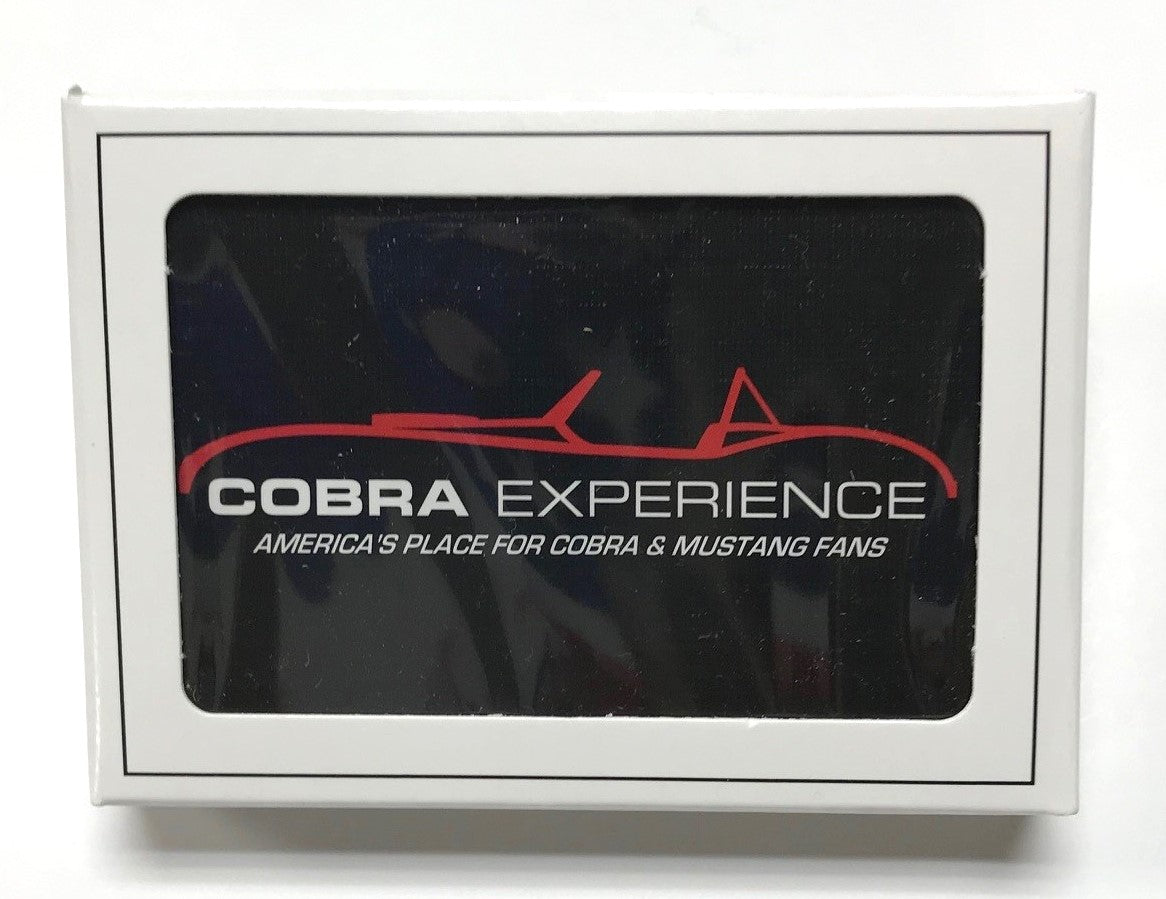 COBRA EXPERIENCE
AMERICA'S PLACE FOR COBRA & MUSTANG FANS